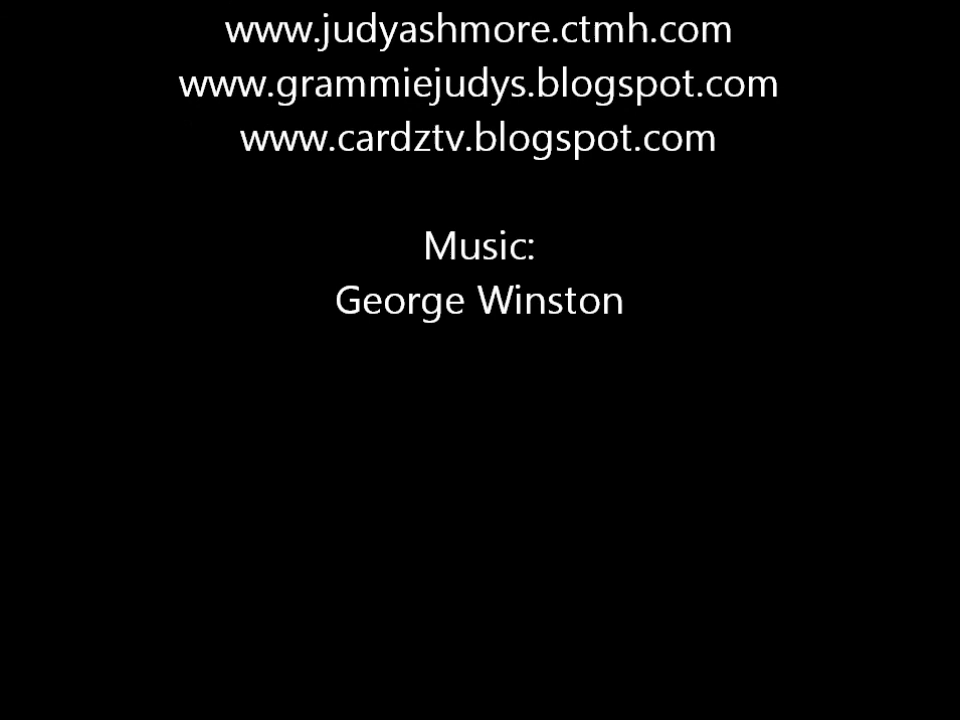 www.judyashmore.ctmh.com
www.grammiejudys.blogspot.com
www.cardztv.blogspot.com
Music:
George Winston